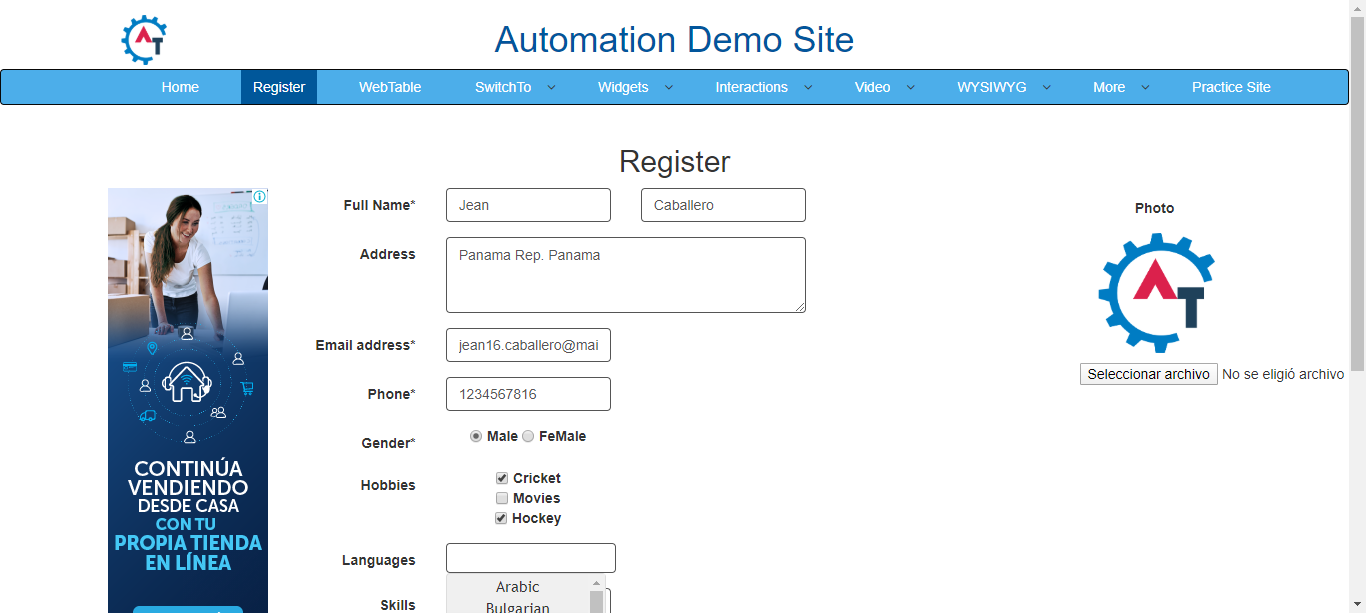 Automation Demo Site
Home Register WebTable SwitchTo Widgets Interactions Video WYSIWYG More Practice Site
Register
Full Name* Jean Caballero
Photo
Address Panama Rep. Panama
Email address* jean16.caballero@mai
Seleccionar archivo No se eligió archivo
Phone* 1234567816
Gender* Male FeMale
Hobbies Cricket
Movies
Hockey
Languages
Arabic
Skills
Bulgarian
CONTINÚA
VENDIENDO
DESDE CASA
CON TU
PROPIA TIENDA
EN LÍNEA